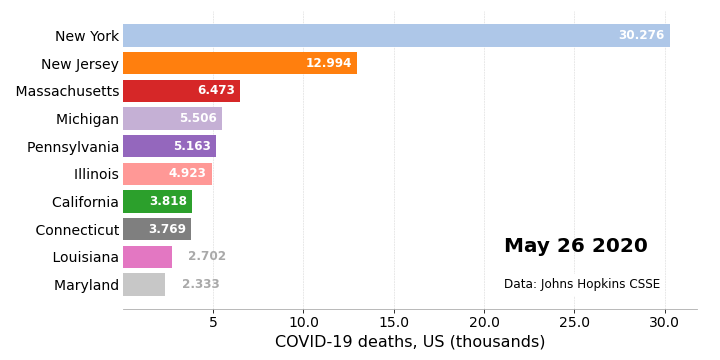 New York 30.276
New Jersey 12.994
Massachusetts 6.473
Michigan 5.506
Pennsylvania 5.163
Illinois 4.923
California 3.818
Connecticut 3.769
May 26 2020
Louisiana 2.702
Maryland 2.333
Data: Johns Hopkins CSSE
5 10.0 15.0 20.0 25.0 30.0
COVID-19 deaths, US (thousands)